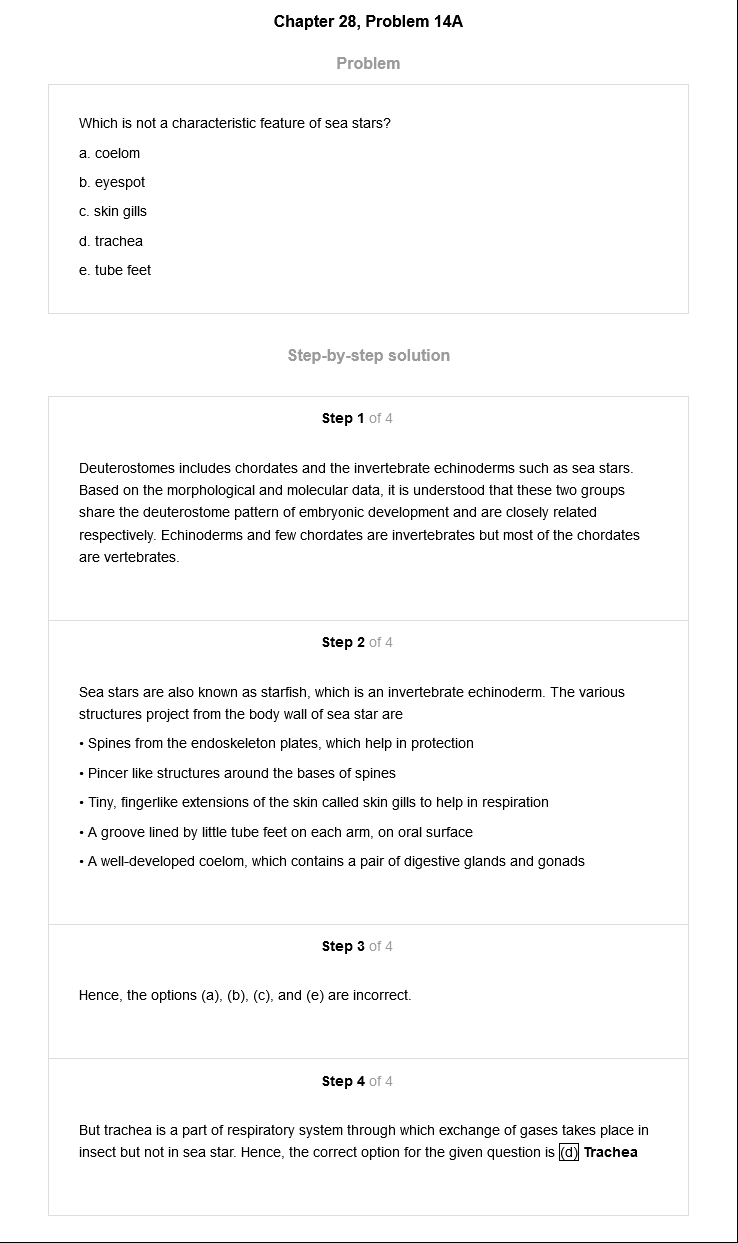 Chapter 28, Problem 14A
Problem
Which is not a characteristic feature of sea stars?
a. coelom
b. eyespot
c. skin gills
d. trachea
e. tube feet
Step-by-step solution
Step 1 of 4
Deuterostomes includes chordates and the invertebrate echinoderms such as sea stars.
Based on the morphological and molecular data, it is understood that these two groups
share the deuterostome pattern of embryonic development and are closely related
respectively. Echinoderms and few chordates are invertebrates but most of the chordates
are vertebrates.
Step 2 of 4
Sea stars are also known as starfish, which is an invertebrate echinoderm. The various
structures project from the body wall of sea star are
• Spines from the endoskeleton plates, which help in protection
• Pincer like structures around the bases of spines
• Tiny, fingerlike extensions of the skin called skin gills to help in respiration
• A groove lined by little tube feet on each arm, on oral surface
• A well-developed coelom, which contains a pair of digestive glands and gonads
Step 3 of 4
Hence, the options (a), (b), (c), and (e) are incorrect.
Step 4 of 4
But trachea is a part of respiratory system through which exchange of gases takes place in
insect but not in sea star. Hence, the correct option for the given question is (d) Trachea